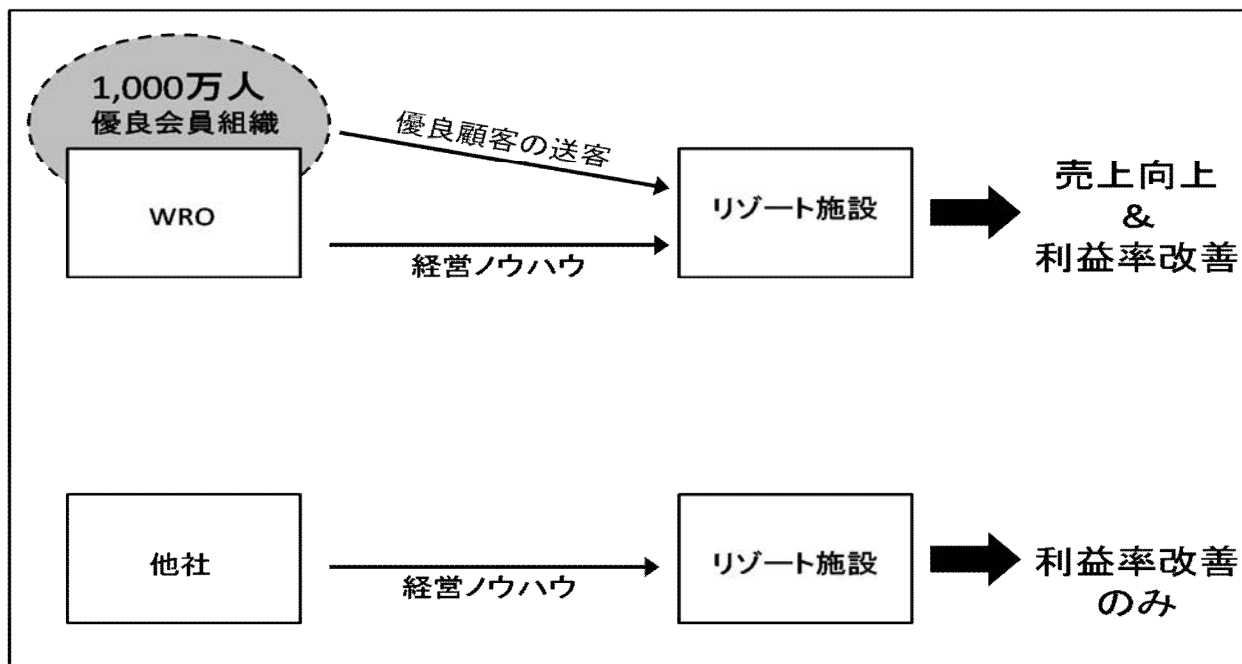 1,000万人
優良会員組織
WRO
優良顧客の送客
経営ノウハウ
リゾート施設
売上向上
&
利益率改善
他社
経営ノウハウ
リゾート施設
利益率改善
のみ